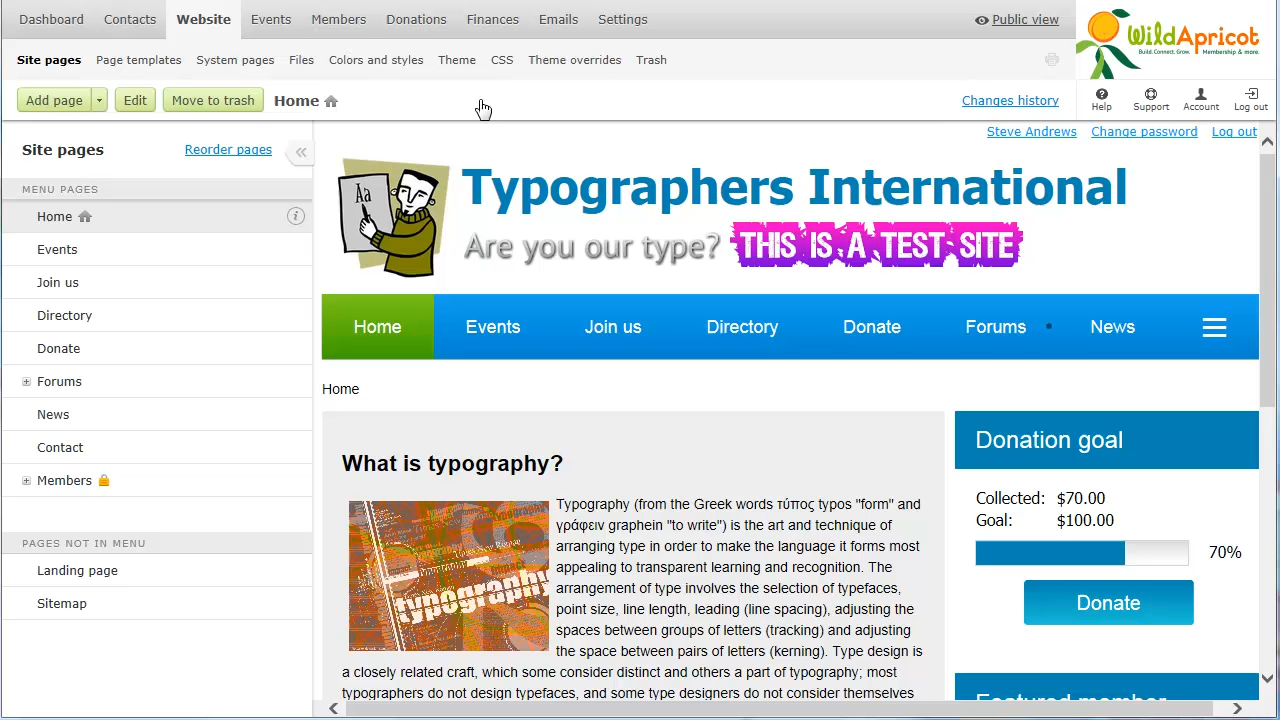 Dashboard Contacts Website Events Members Donations Finances Emails Settings Public view
WildApricot
Build. Connect. Grow. Membership & more.
Site pages Page templates System pages Files Colors and styles Theme CSS Theme overrides Trash
Add page Edit Move to trash Home Changes history
Help Support Account Log out
Steve Andrews Change password Log out
Site pages Reorder pages «
MENU PAGES
Home i
Events
Join us
Directory
Donate
Forums
News
Contact
Members
PAGES NOT IN MENU
Landing page
Sitemap
Aa
Typographers International
Are you our type? THIS IS A TEST SITE
Home Events Join us Directory Donate Forums • News
Home
What is typography?
typography
Typography (from the Greek words τύπος typos "form" and
γράφειν graphein "to write") is the art and technique of
arranging type in order to make the language it forms most
appealing to transparent learning and recognition. The
arrangement of type involves the selection of typefaces,
point size, line length, leading (line spacing), adjusting the
spaces between groups of letters (tracking) and adjusting
the space between pairs of letters (kerning). Type design is
a closely related craft, which some consider distinct and others a part of typography; most
typographers do not design typefaces, and some type designers do not consider themselves
Donation goal
Collected: $70.00
Goal: $100.00
70%
Donate
Featured member